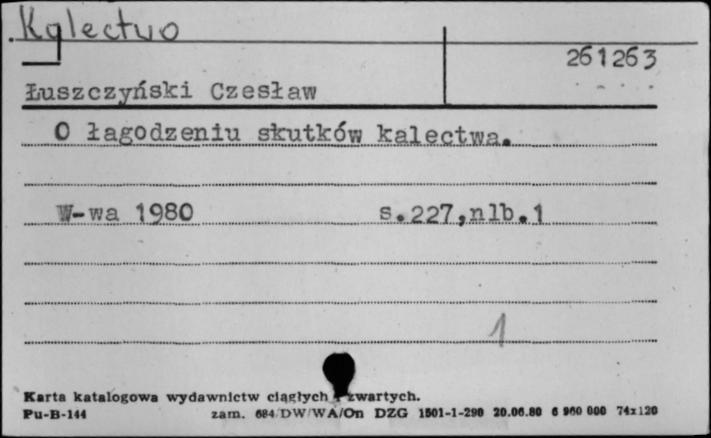 Kalectwo
261263
Łuszczyński Czesław
O łagodzeniu skutków kalectwa.
W-wa 1980 s.227,nlb.1
1
Karta katalogowa wydawnictw ciągłych i zwartych.
Pu-B-144 zam. 684/DW/WA/On DZG 1501-1-290 20.06.80 6 960 000 74x120